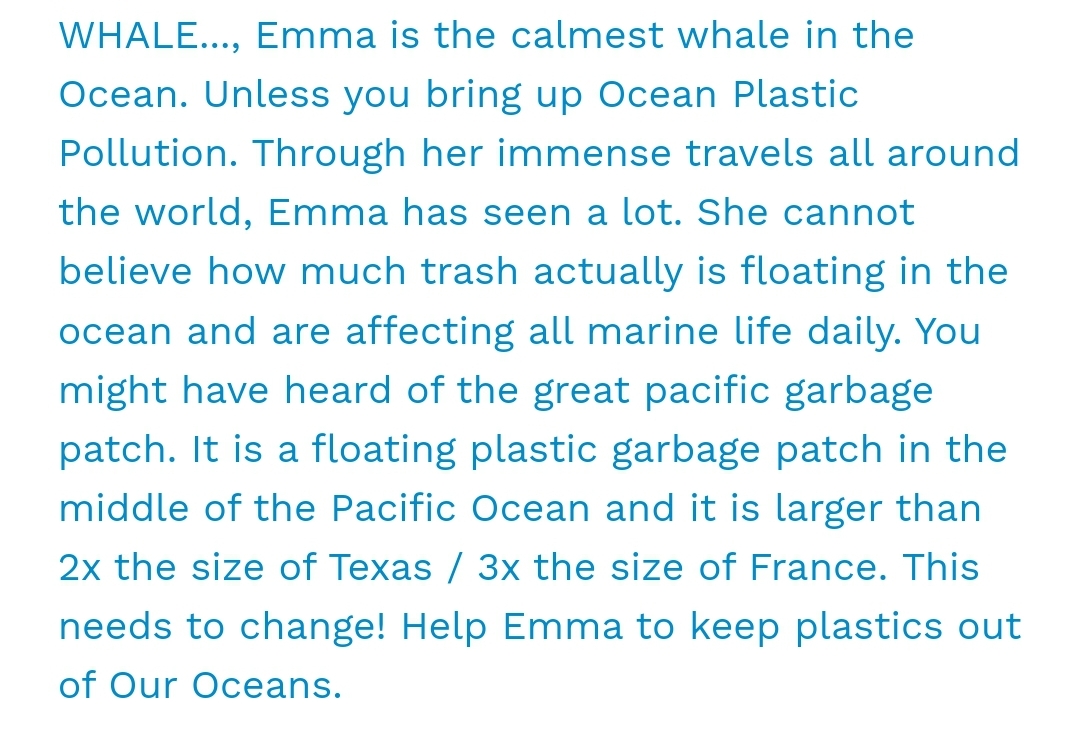 WHALE..., Emma is the calmest whale in the
Ocean. Unless you bring up Ocean Plastic
Pollution. Through her immense travels all around
the world, Emma has seen a lot. She cannot
believe how much trash actually is floating in the
ocean and are affecting all marine life daily. You
might have heard of the great pacific garbage
patch. It is a floating plastic garbage patch in the
middle of the Pacific Ocean and it is larger than
2x the size of Texas / 3x the size of France. This
needs to change! Help Emma to keep plastics out
of Our Oceans.